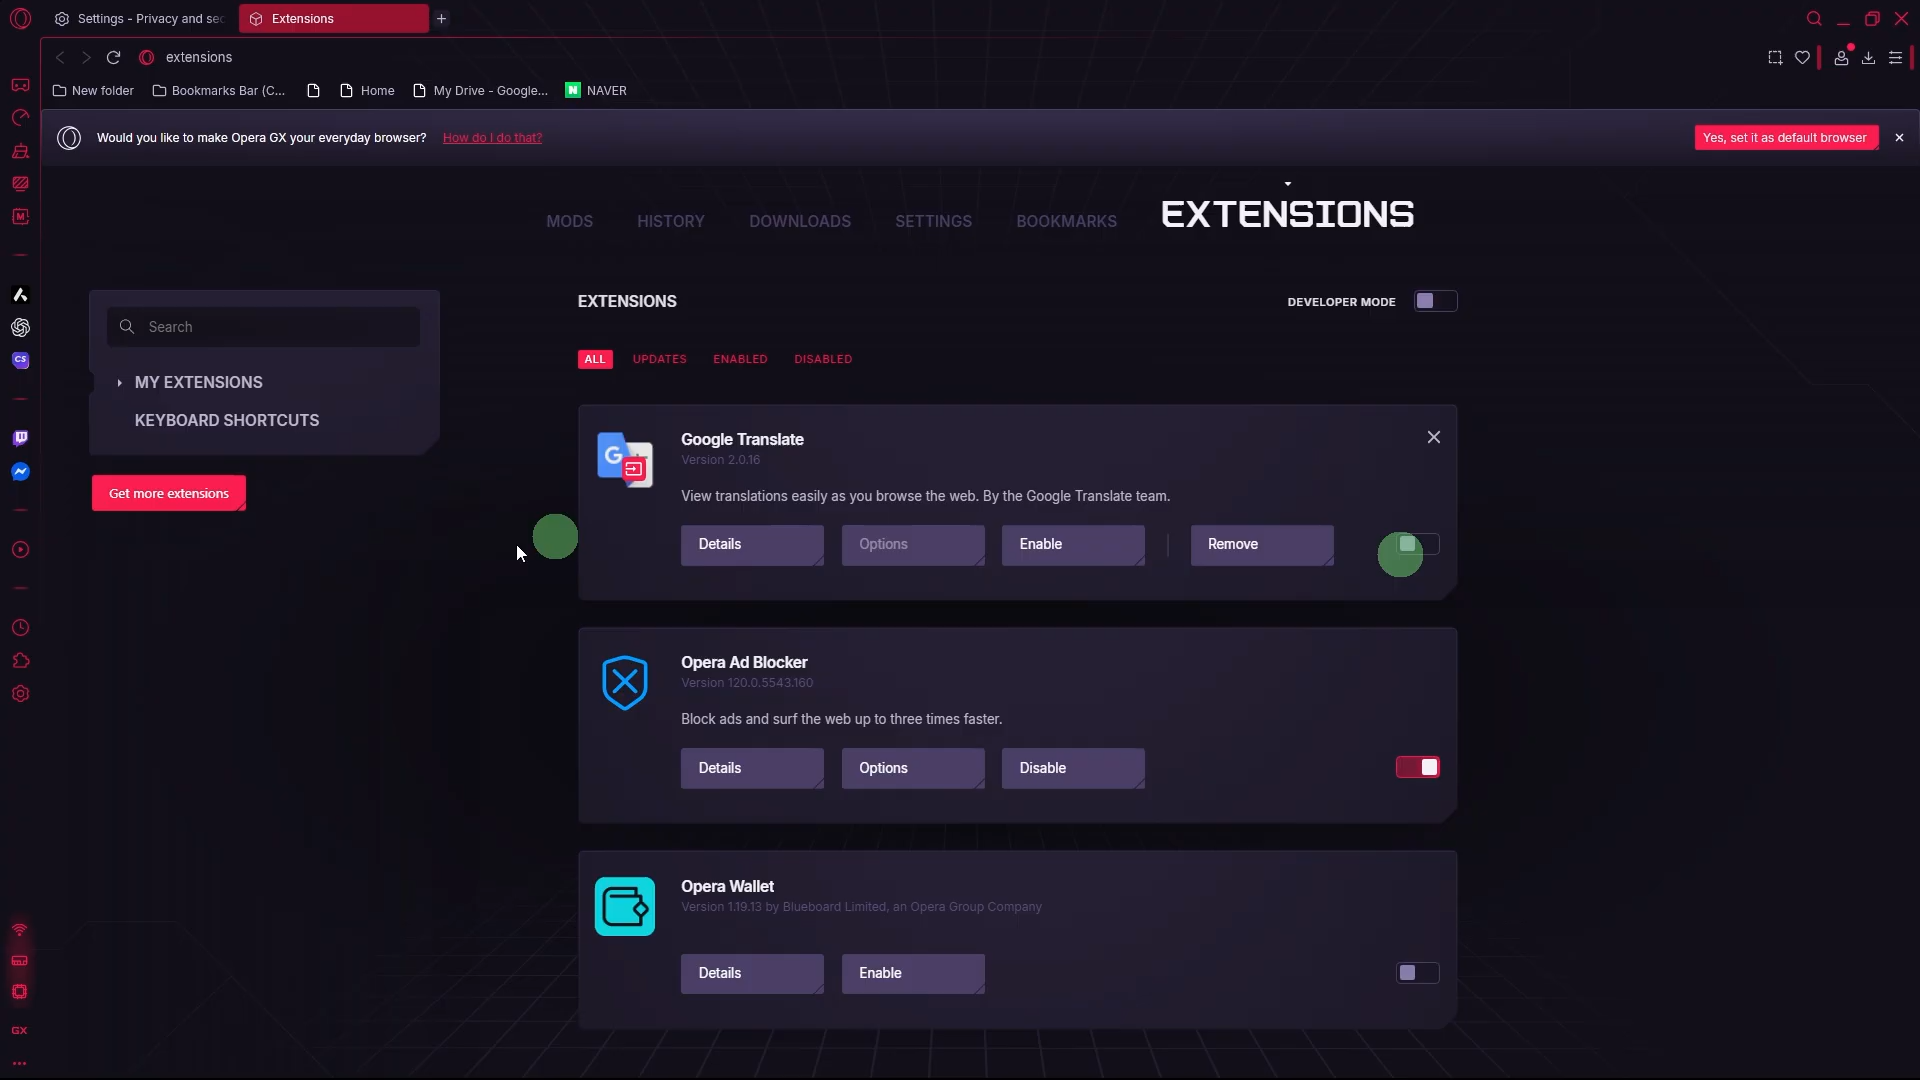 Settings - Privacy and sec
Extensions
extensions
New folder
Bookmarks Bar (C...
Home
My Drive - Google...
N NAVER
Would you like to make Opera GX your everyday browser? How do I do that?
Yes, set it as default browser
MODS
HISTORY
DOWNLOADS
SETTINGS
BOOKMARKS
EXTENSIONS
Search
MY EXTENSIONS
KEYBOARD SHORTCUTS
Get more extensions
EXTENSIONS
DEVELOPER MODE
ALL
UPDATES
ENABLED
DISABLED
G
Google Translate
Version 2.0.16
View translations easily as you browse the web. By the Google Translate team.
Details
Options
Enable
Remove
Opera Ad Blocker
Version 120.0.5543.160
Block ads and surf the web up to three times faster.
Details
Options
Disable
Opera Wallet
Version 1.19.13 by Blueboard Limited, an Opera Group Company
Details
Enable
M
CS
GX